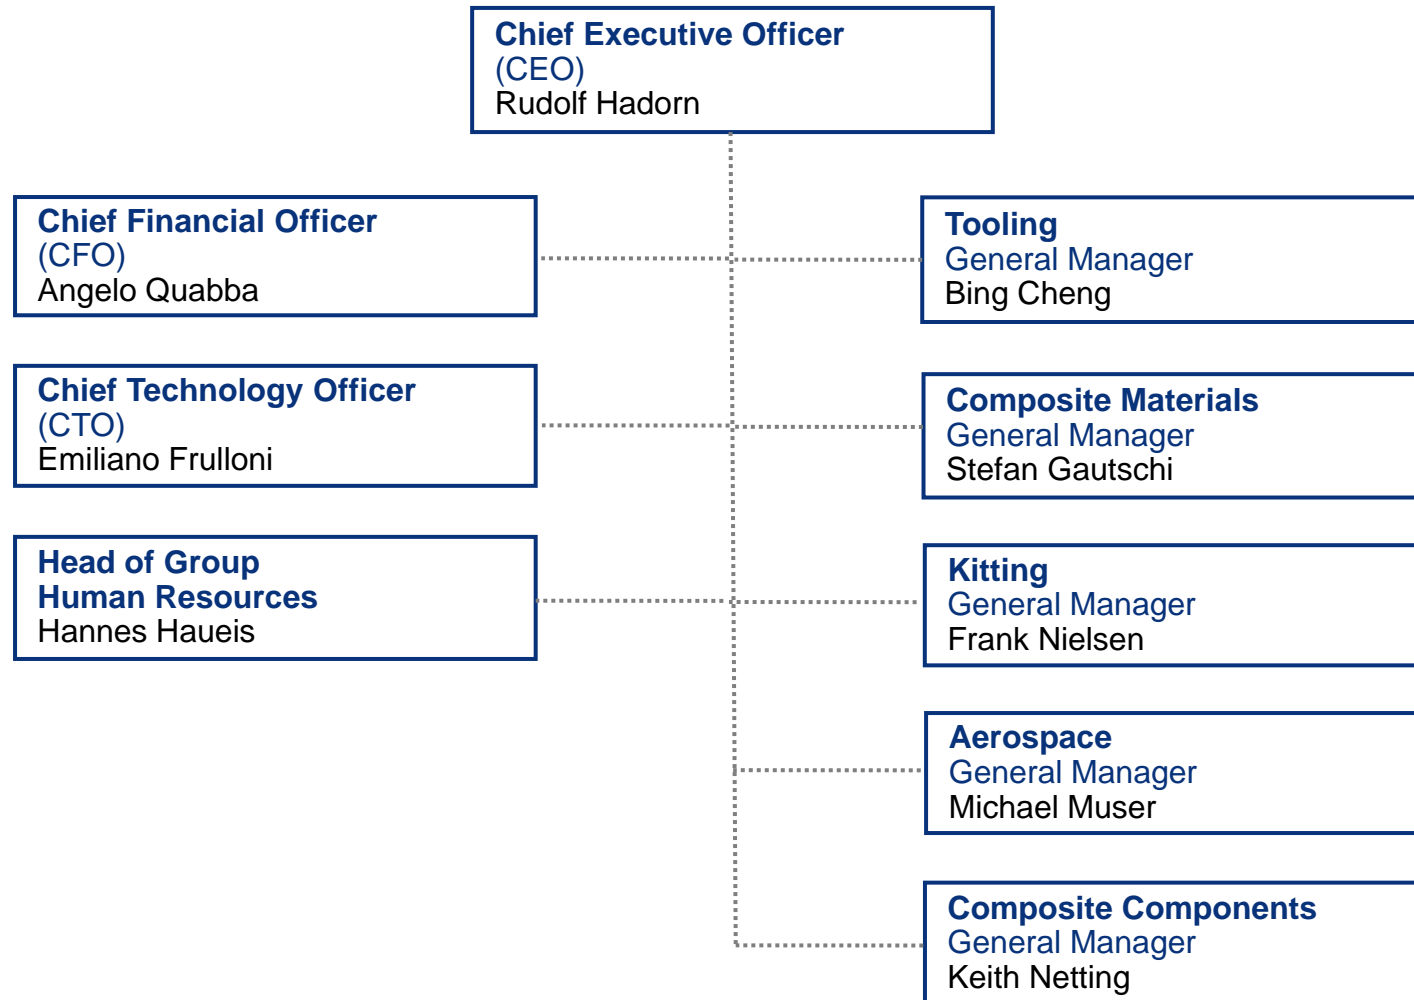 Chief Executive Officer
(CEO)
Rudolf Hadorn
Chief Financial Officer
(CFO)
Angelo Quabba
Chief Technology Officer
(CTO)
Emiliano Frulloni
Head of Group
Human Resources
Hannes Haueis
Tooling
General Manager
Bing Cheng
Composite Materials
General Manager
Stefan Gautschi
Kitting
General Manager
Frank Nielsen
Aerospace
General Manager
Michael Muser
Composite Components
General Manager
Keith Netting